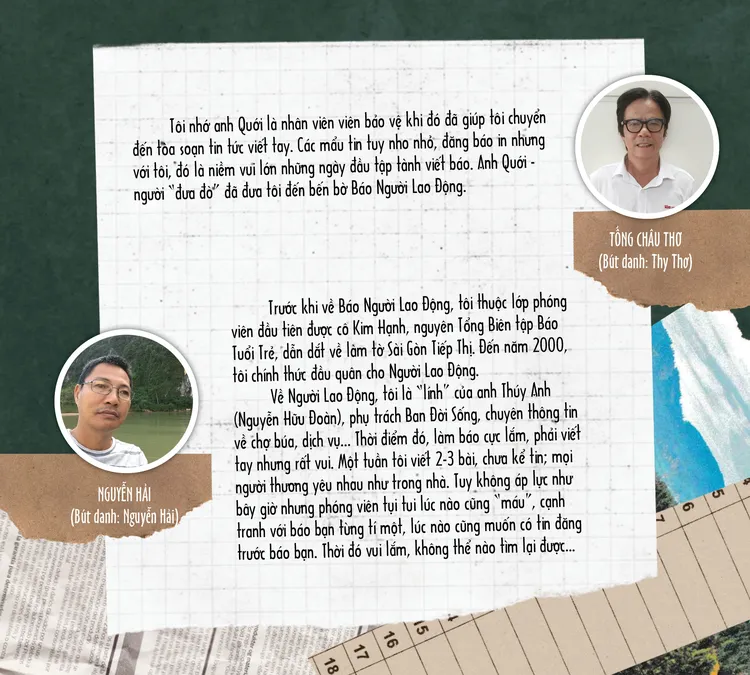 Tôi nhớ anh Quới là nhân viên viên bảo vệ khi đó đã giúp tôi chuyển
đến tòa soạn tin tức viết tay. Các mẩu tin tuy nho nhỏ, đăng báo in nhưng
với tôi, đó là niềm vui lớn những ngày đầu tập tành viết báo. Anh Quới -
người "đưa đò" đã đưa tôi đến bến bờ Báo Người Lao Động.
TỐNG CHÂU THƠ
(Bút danh: Thy Thơ)
Trước khi về Báo Người Lao Động, tôi thuộc lớp phóng
viên đầu tiên được cô Kim Hạnh, nguyên Tổng Biên tập Báo
Tuổi Trẻ, dẫn dắt về làm tờ Sài Gòn Tiếp Thị. Đến năm 2000,
tôi chính thức đầu quân cho Người Lao Động.
Về Người Lao Động, tôi là "lính" của anh Thúy Anh
(Nguyễn Hữu Đoàn), phụ trách Ban Đời Sống, chuyên thông tin
về chợ búa, dịch vụ... Thời điểm đó, làm báo cực lắm, phải viết
tay nhưng rất vui. Một tuần tôi viết 2-3 bài, chưa kể tin; mọi
người thương yêu nhau như trong nhà. Tuy không áp lực như
bây giờ nhưng phóng viên tụi tui lúc nào cũng "máu", cạnh
tranh với báo bạn từng tí một, lúc nào cũng muốn có tin đăng
trước báo bạn. Thời đó vui lắm, không thể nào tìm lại được...
NGUYỄN HẢI
(Bút danh: Nguyễn Hải)
18
17
16
15